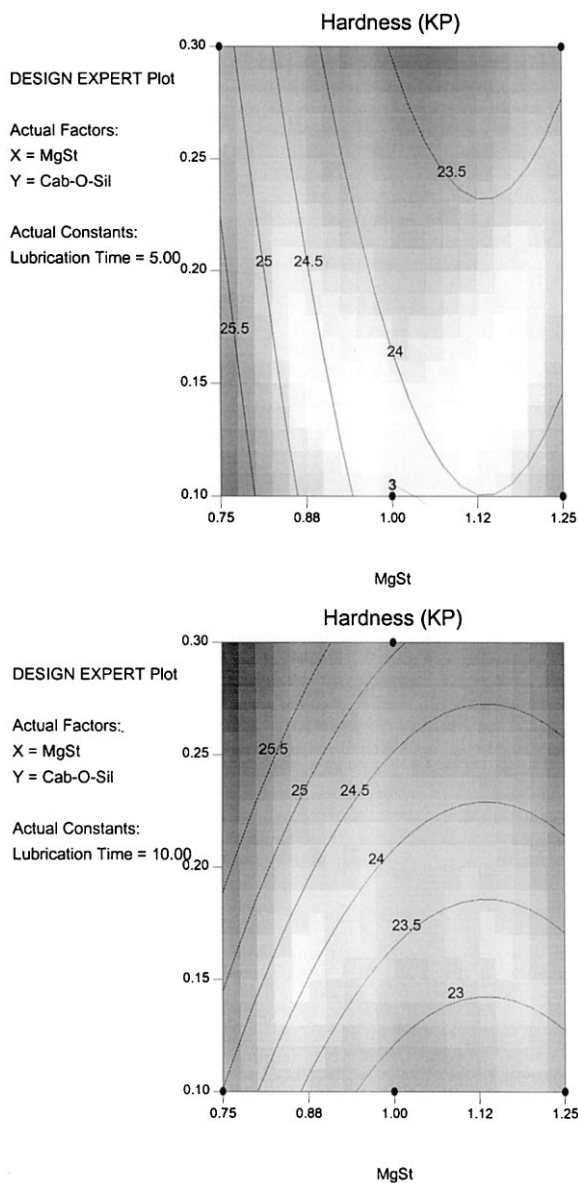 Hardness (KP)
DESIGN EXPERT Plot
Actual Factors:
X = MgSt
Y = Cab-O-Sil
Actual Constants:
Lubrication Time = 5.00
0.30
0.25
0.20
0.15
0.10
23.5
25
24.5
25.5
24
3
0.75
0.88
1.00
1.12
1.25
MgSt
Hardness (KP)
DESIGN EXPERT Plot
Actual Factors:
X = MgSt
Y = Cab-O-Sil
Actual Constants:
Lubrication Time = 10.00
0.30
0.25
0.20
0.15
0.10
25.5
25
24.5
24
23.5
23
0.75
0.88
1.00
1.12
1.25
MgSt